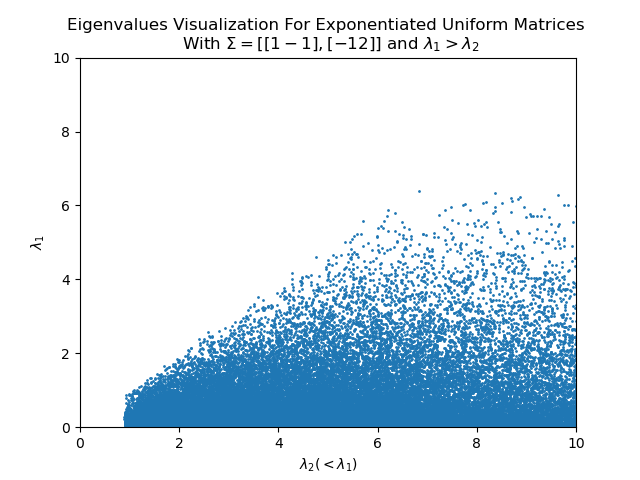 Eigenvalues Visualization For Exponentiated Uniform Matrices
With Σ = [[1 − 1], [−12]] and λ₁ > λ₂
10
8
6
4
2
0
λ₁
0 2 4 6 8 10
λ₂(< λ₁)